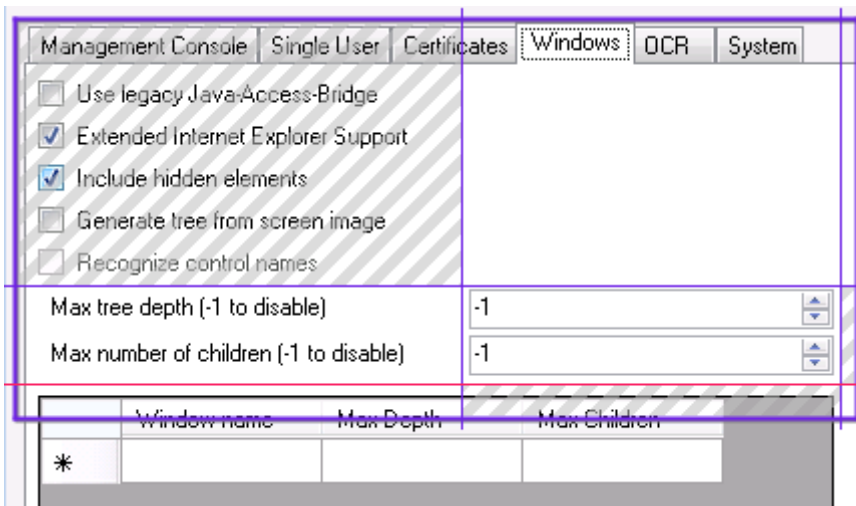 Management Console Single User Certificates Windows OCR System
Use legacy Java-Access-Bridge
Extended Internet Explorer Support
Include hidden elements
Generate tree from screen image
Recognize control names
Max tree depth (-1 to disable) -1
Max number of children (-1 to disable) -1
Window name Max Depth Max Children